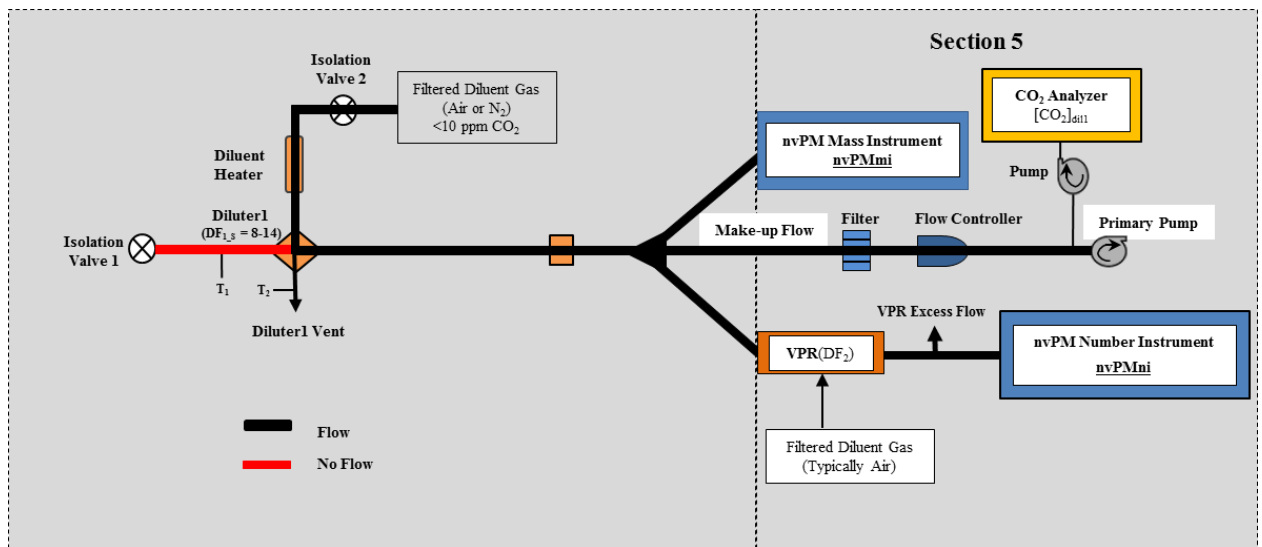 Section 5
Isolation
Valve 2
Filtered Diluent Gas
(Air or N₂)
<10 ppm CO₂
CO₂ Analyzer
[CO₂]dil1
Diluent
Heater
nvPM Mass Instrument
nvPMmi
Pump
Diluter1
(DF1_S = 8-14)
Isolation
Valve 1
Make-up Flow
Filter
Flow Controller
Primary Pump
T₁
T₂
Diluter1 Vent
VPR Excess Flow
VPR(DF₂)
nvPM Number Instrument
nvPMni
Flow
No Flow
Filtered Diluent Gas
(Typically Air)